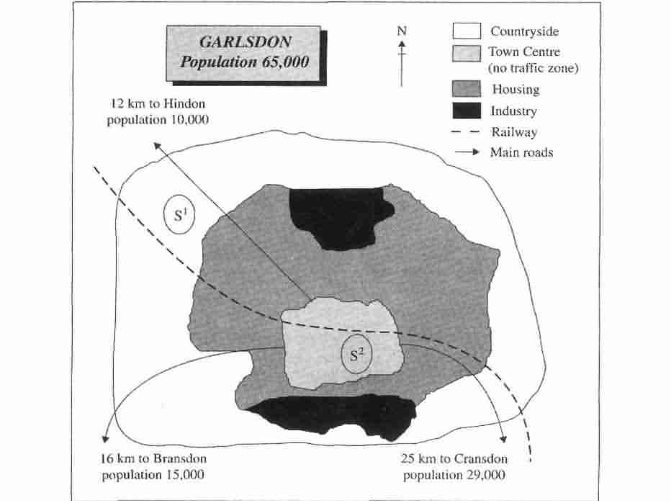 GARLSDON
Population 65,000
N
Countryside
Town Centre
(no traffic zone)
Housing
Industry
Railway
Main roads
12 km to Hindon
population 10,000
S¹
S²
16 km to Bransdon
population 15,000
25 km to Cransdon
population 29,000